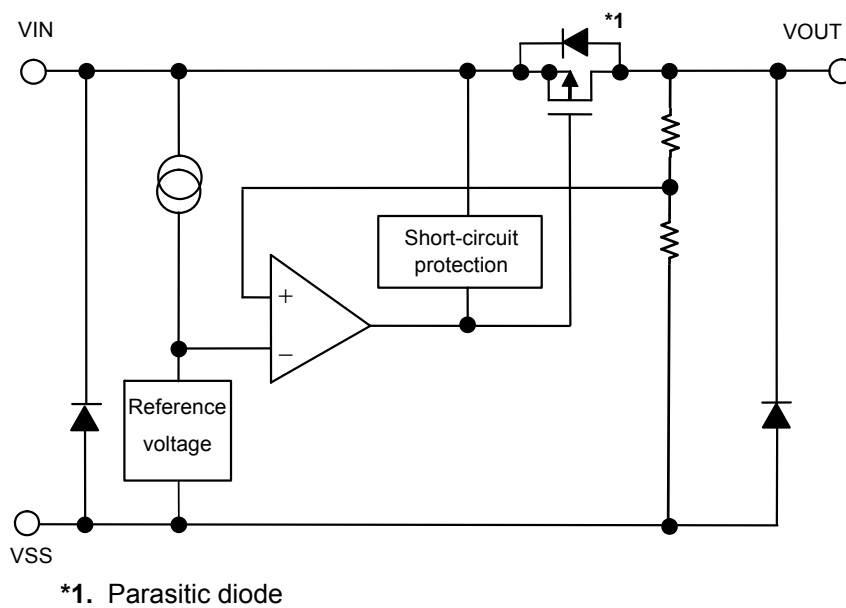 *1
VIN
VOUT
Short-circuit
protection
+
−
Reference
voltage
VSS
*1. Parasitic diode